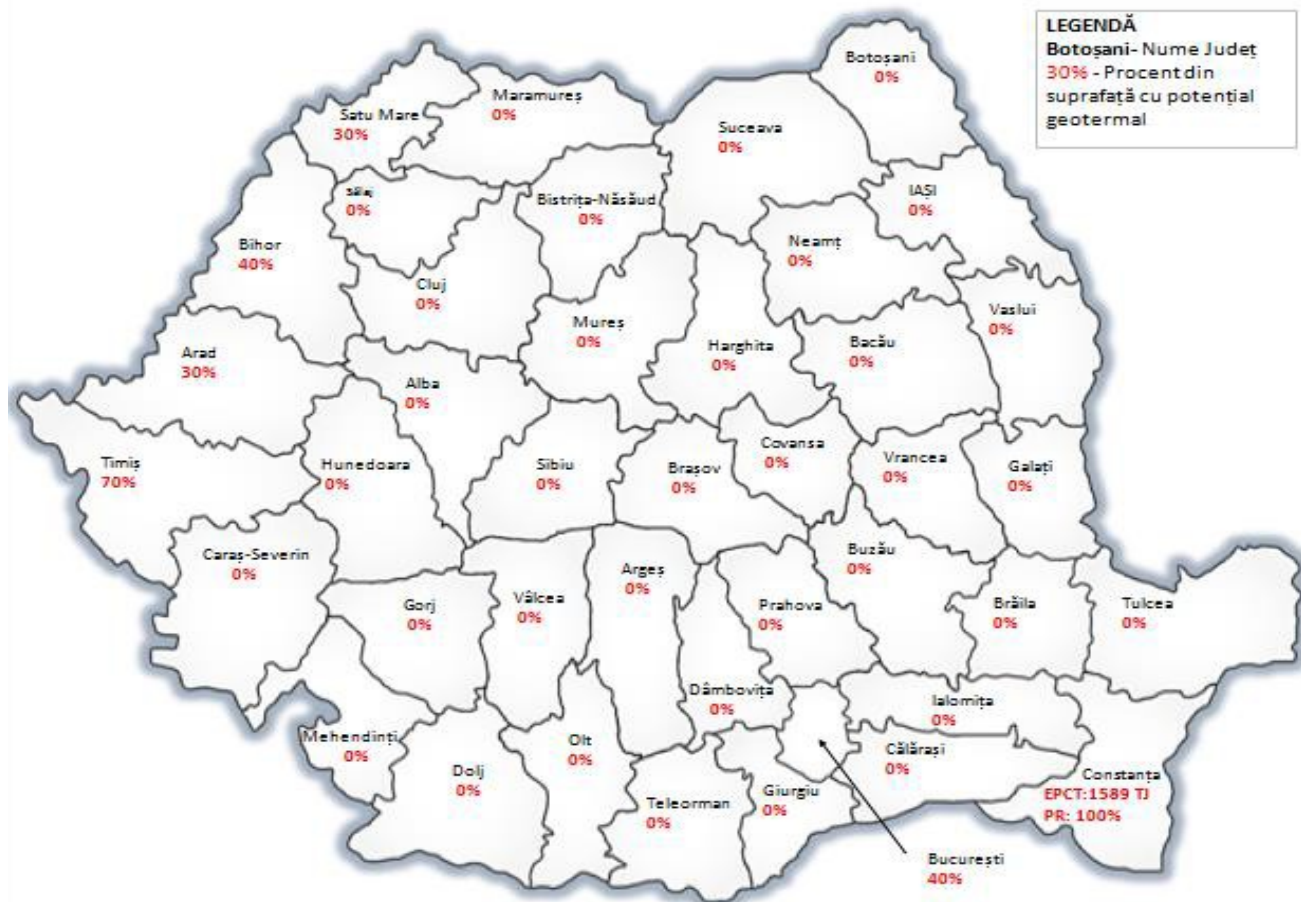 LEGENDĂ
Botoșani- Nume Județ
30% - Procent din
suprafață cu potențial
geotermal
Botoșani
0%
Maramureș
0%
Satu Mare
30%
Suceava
0%
IAȘI
0%
Sălaj
0%
Bistrița-Năsăud
0%
Bihor
40%
Neamț
0%
Cluj
0%
Vaslui
0%
Mureș
0%
Harghita
0%
Bacău
0%
Arad
30%
Alba
0%
Timiș
70%
Hunedoara
0%
Sibiu
0%
Brașov
0%
Covansa
0%
Vrancea
0%
Galați
0%
Caraș-Severin
0%
Buzău
0%
Argeș
0%
Gorj
0%
Vâlcea
0%
Prahova
0%
Brăila
0%
Tulcea
0%
Dâmbovița
0%
Ialomița
0%
Mehendinți
0%
Olt
0%
Călărași
0%
Dolj
0%
Constanța
EPCT:1589 TJ
PR: 100%
Teleorman
0%
Giurgiu
0%
București
40%